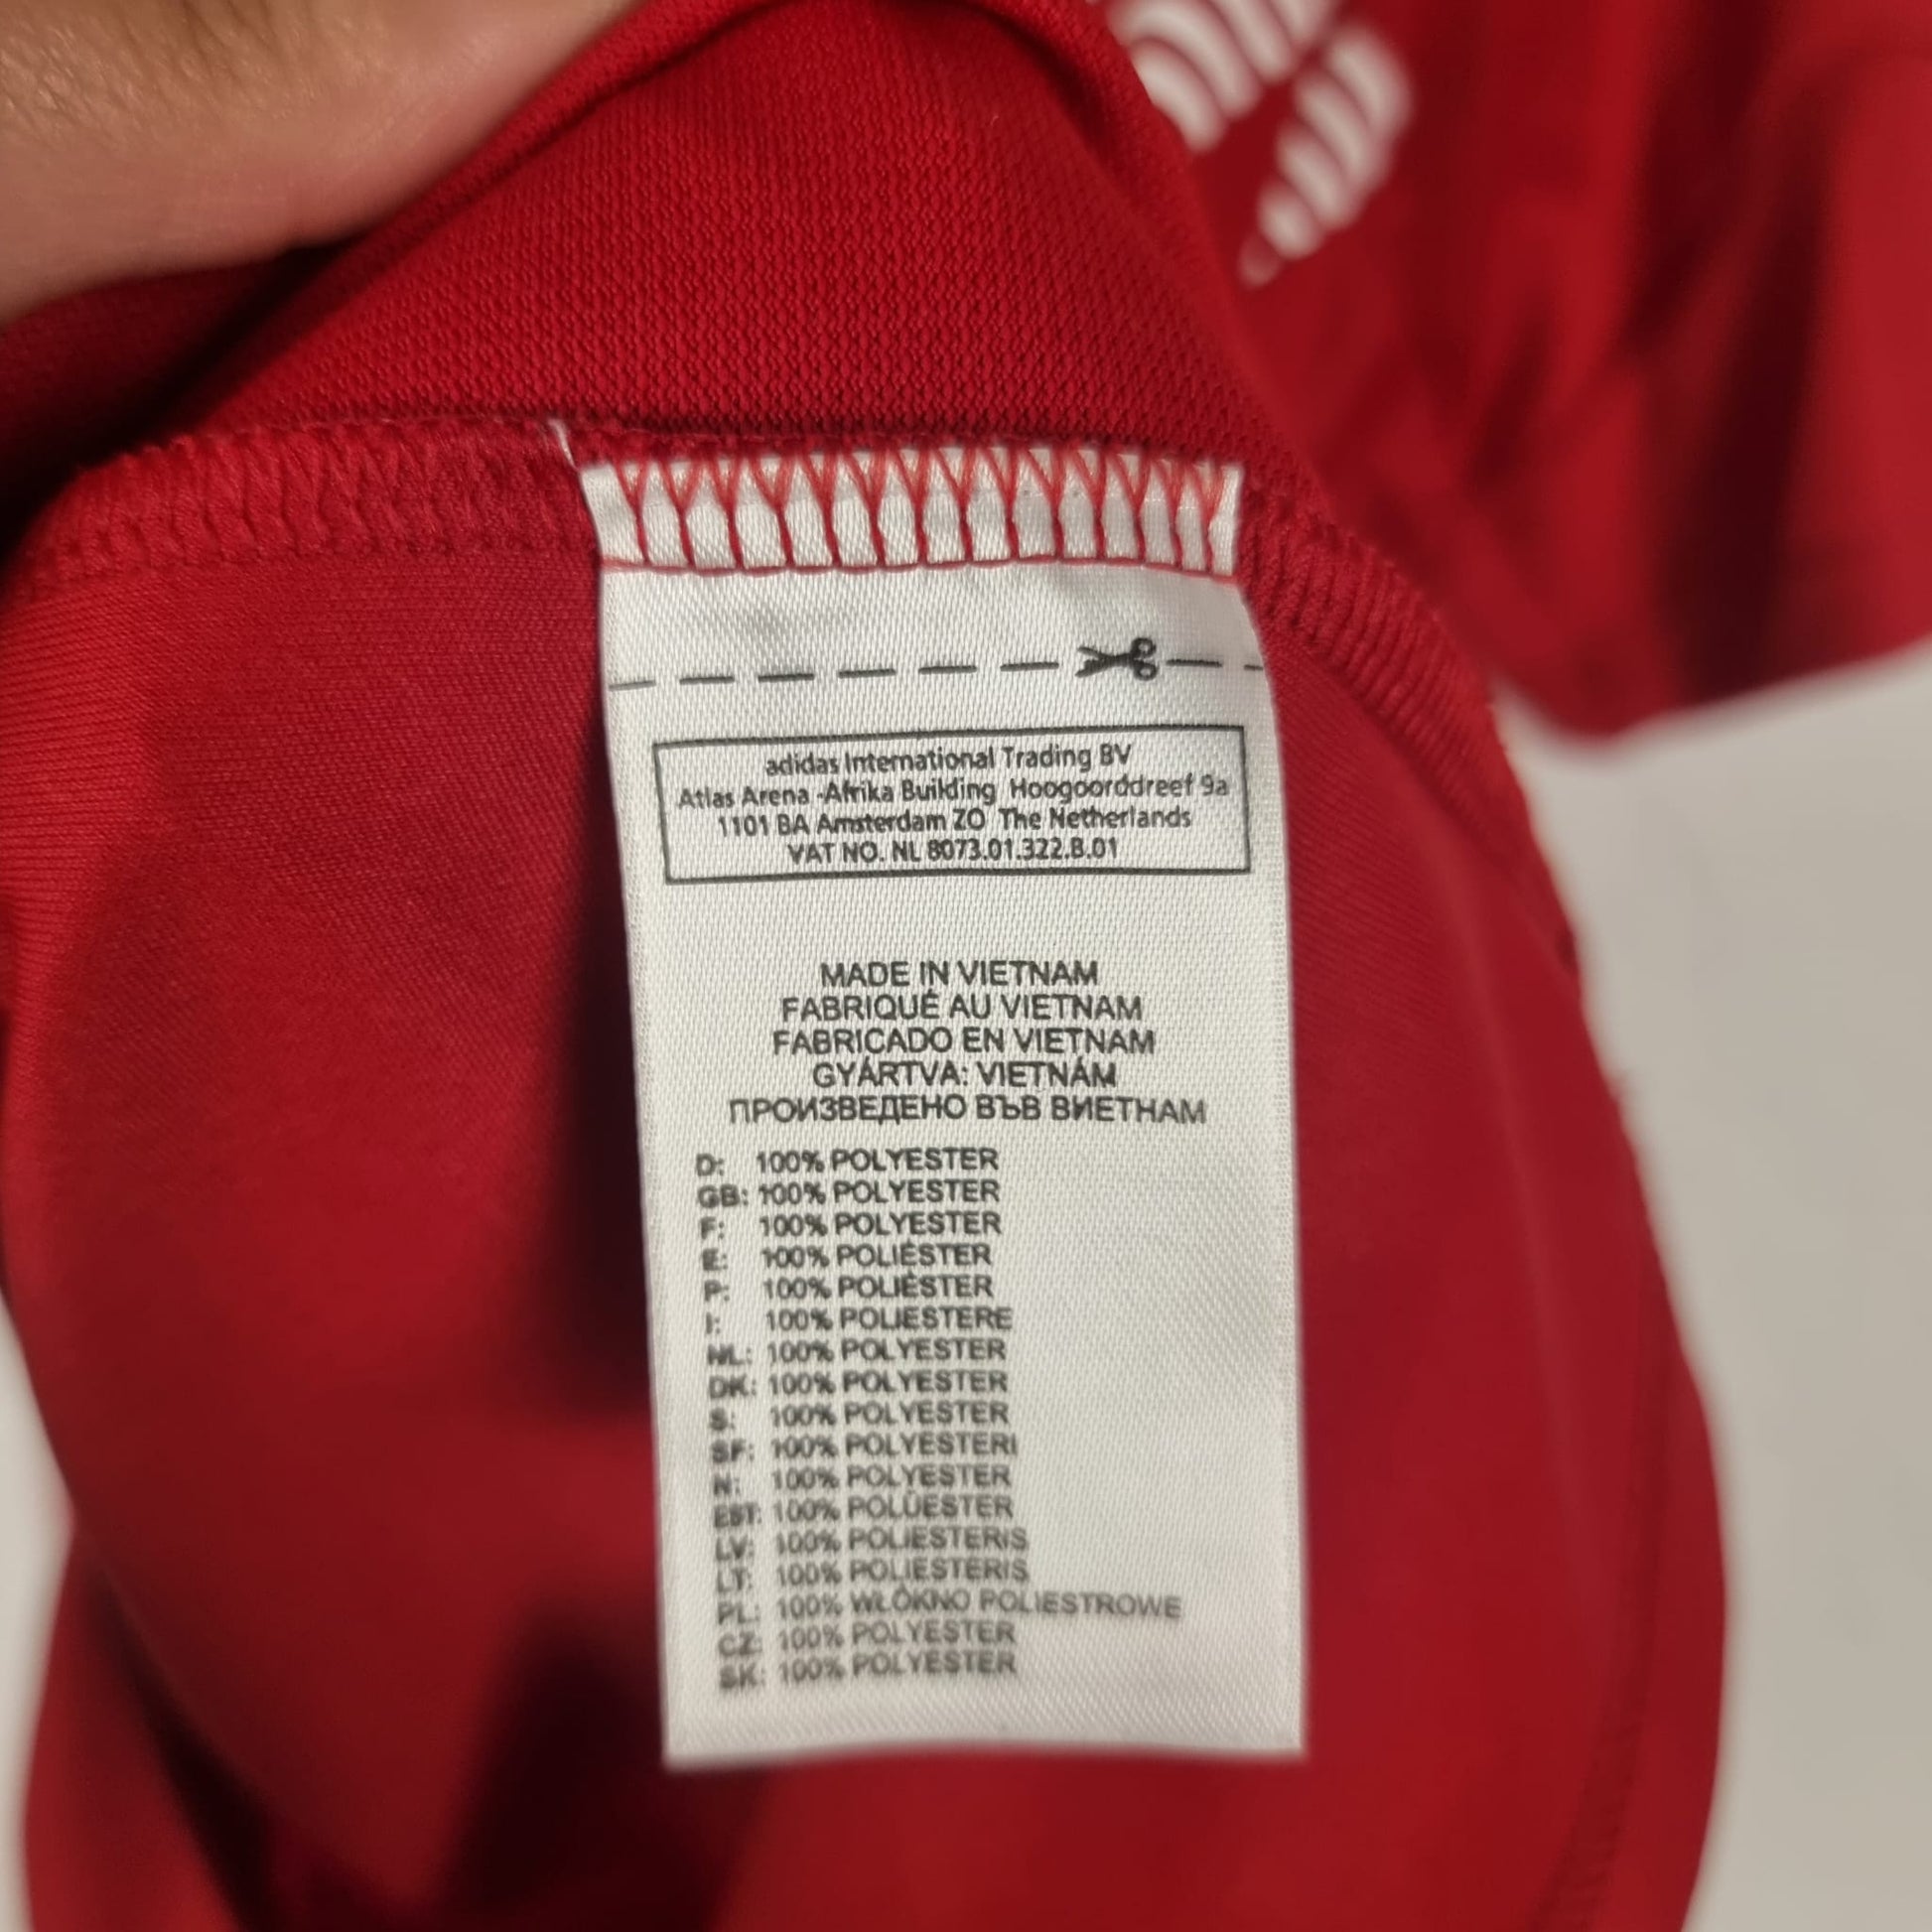 adidas International Trading BV
Atlas Arena -Afrika Building Hoogoorddreef 9a
1101 BA Amsterdam ZO The Netherlands
VAT NO. NL 8073.01.322.B.01
MADE IN VIETNAM
FABRIQUÉ AU VIETNAM
FABRICADO EN VIETNAM
GYÁRTVA: VIETNÁM
ПРОИЗВЕДЕНО ВЪВ ВИЕТНАМ
D: 100% POLYESTER
GB: 100% POLYESTER
F: 100% POLYESTER
E: 100% POLIÉSTER
P: 100% POLIÉSTER
I: 100% POLIESTERE
NL: 100% POLYESTER
DK: 100% POLYESTER
S: 100% POLYESTER
SF: 100% POLYESTERI
N: 100% POLYESTER
EST: 100% POLÜESTER
LV: 100% POLIESTERIS
LT: 100% POLIESTERIS
PL: 100% WŁÓKNO POLIESTROWE
CZ: 100% POLYESTER
SK: 100% POLYESTER